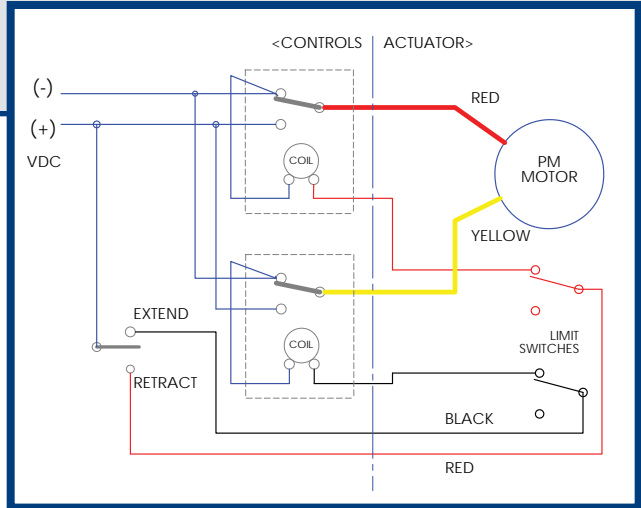 <CONTROLS
ACTUATOR>
(-)
(+)
VDC
RED
COIL
PM
MOTOR
YELLOW
EXTEND
COIL
LIMIT
SWITCHES
RETRACT
BLACK
RED